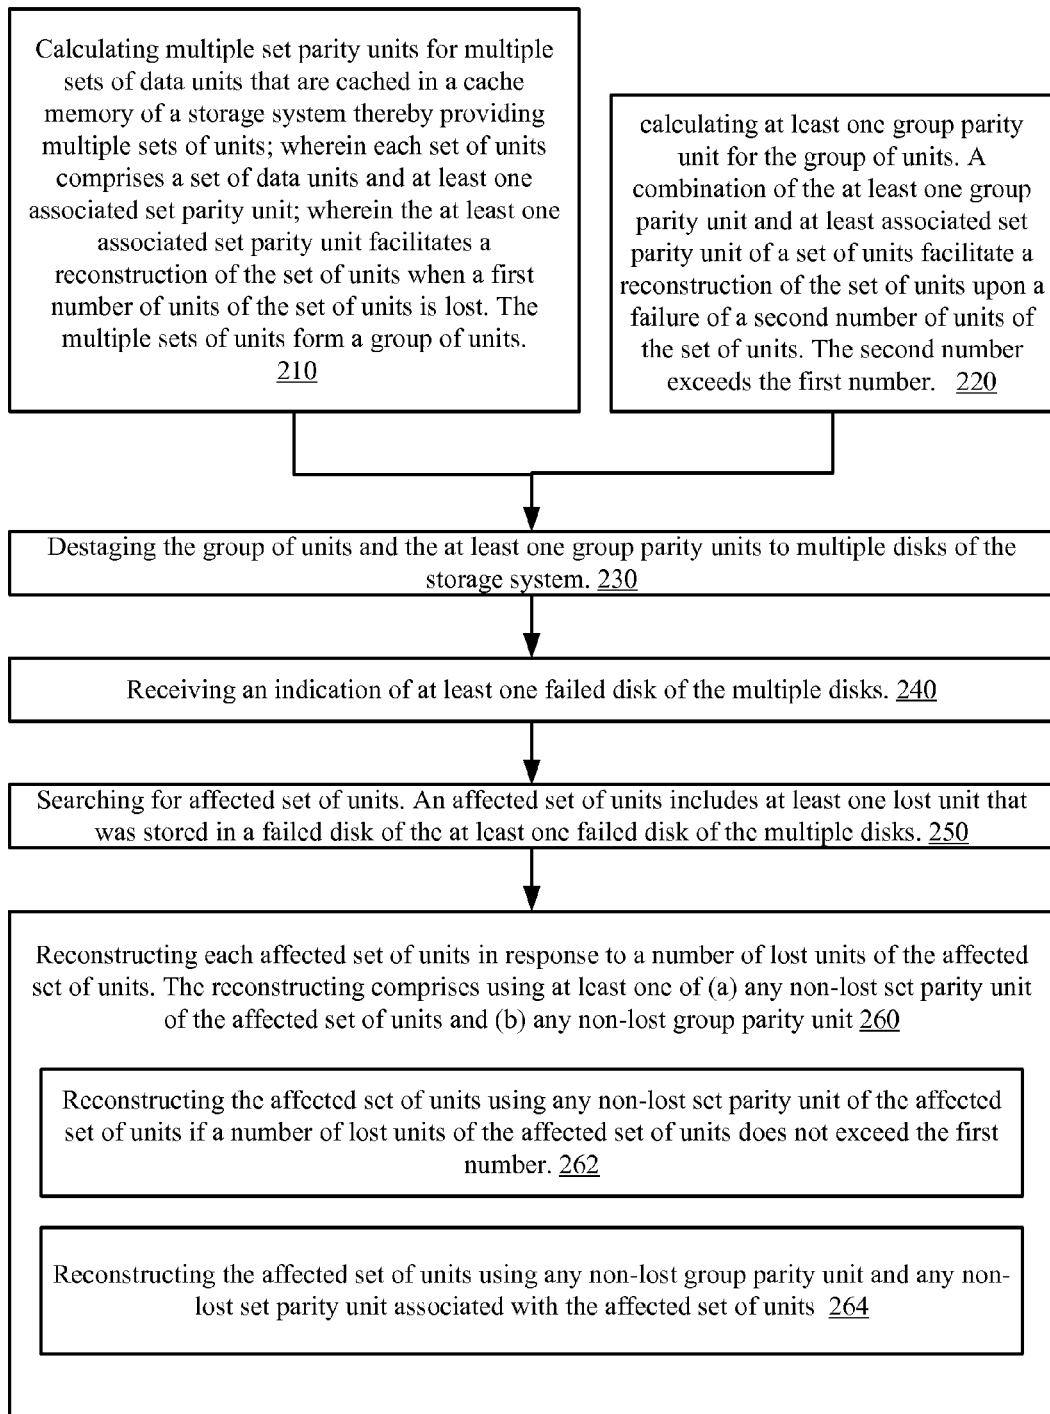 Calculating multiple set parity units for multiple
sets of data units that are cached in a cache
memory of a storage system thereby providing
multiple sets of units; wherein each set of units
comprises a set of data units and at least one
associated set parity unit; wherein the at least one
associated set parity unit facilitates a
reconstruction of the set of units when a first
number of units of the set of units is lost. The
multiple sets of units form a group of units.
210
calculating at least one group parity
unit for the group of units. A
combination of the at least one group
parity unit and at least associated set
parity unit of a set of units facilitate a
reconstruction of the set of units upon a
failure of a second number of units of
the set of units. The second number
exceeds the first number. 220
Destaging the group of units and the at least one group parity units to multiple disks of the
storage system. 230
Receiving an indication of at least one failed disk of the multiple disks. 240
Searching for affected set of units. An affected set of units includes at least one lost unit that
was stored in a failed disk of the at least one failed disk of the multiple disks. 250
Reconstructing each affected set of units in response to a number of lost units of the affected
set of units. The reconstructing comprises using at least one of (a) any non-lost set parity unit
of the affected set of units and (b) any non-lost group parity unit 260
Reconstructing the affected set of units using any non-lost set parity unit of the affected
set of units if a number of lost units of the affected set of units does not exceed the first
number. 262
Reconstructing the affected set of units using any non-lost group parity unit and any non-
lost set parity unit associated with the affected set of units 264